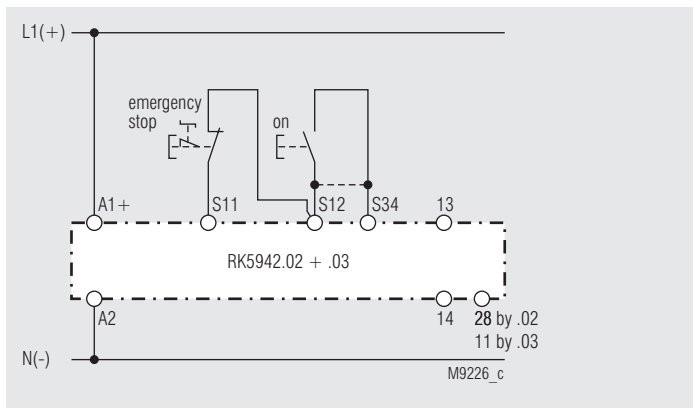 L1(+)
emergency
stop
on
A1+
S11
S12
S34
13
RK5942.02 + .03
A2
14
28 by .02
11 by .03
N(-)
M9226_c